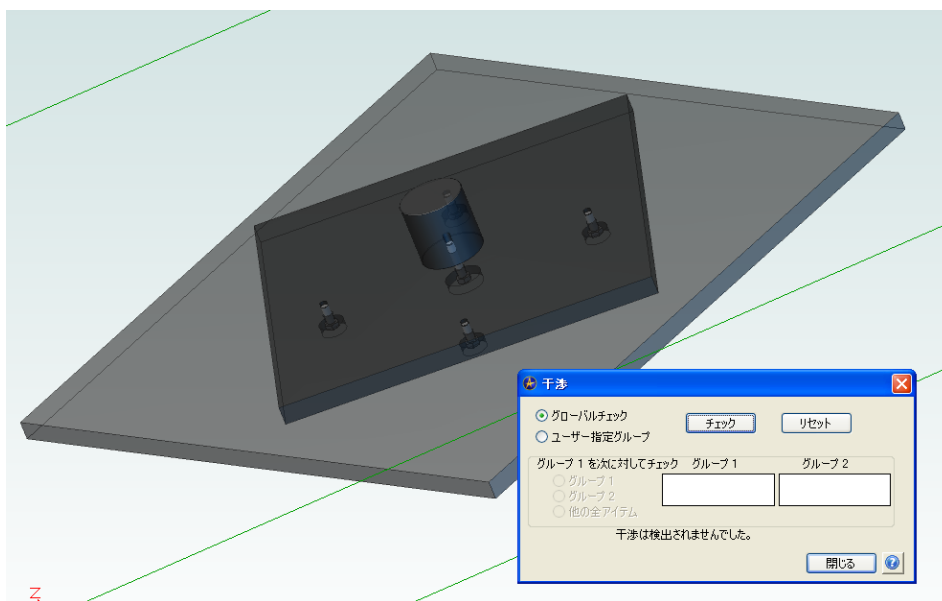 干渉
グローバルチェック
チェック
リセット
ユーザー指定グループ
グループ 1 を次に対してチェック グループ 1 グループ 2
グループ 1
グループ 2
他の全アイテム
干渉は検出されませんでした。
閉じる
?
Z